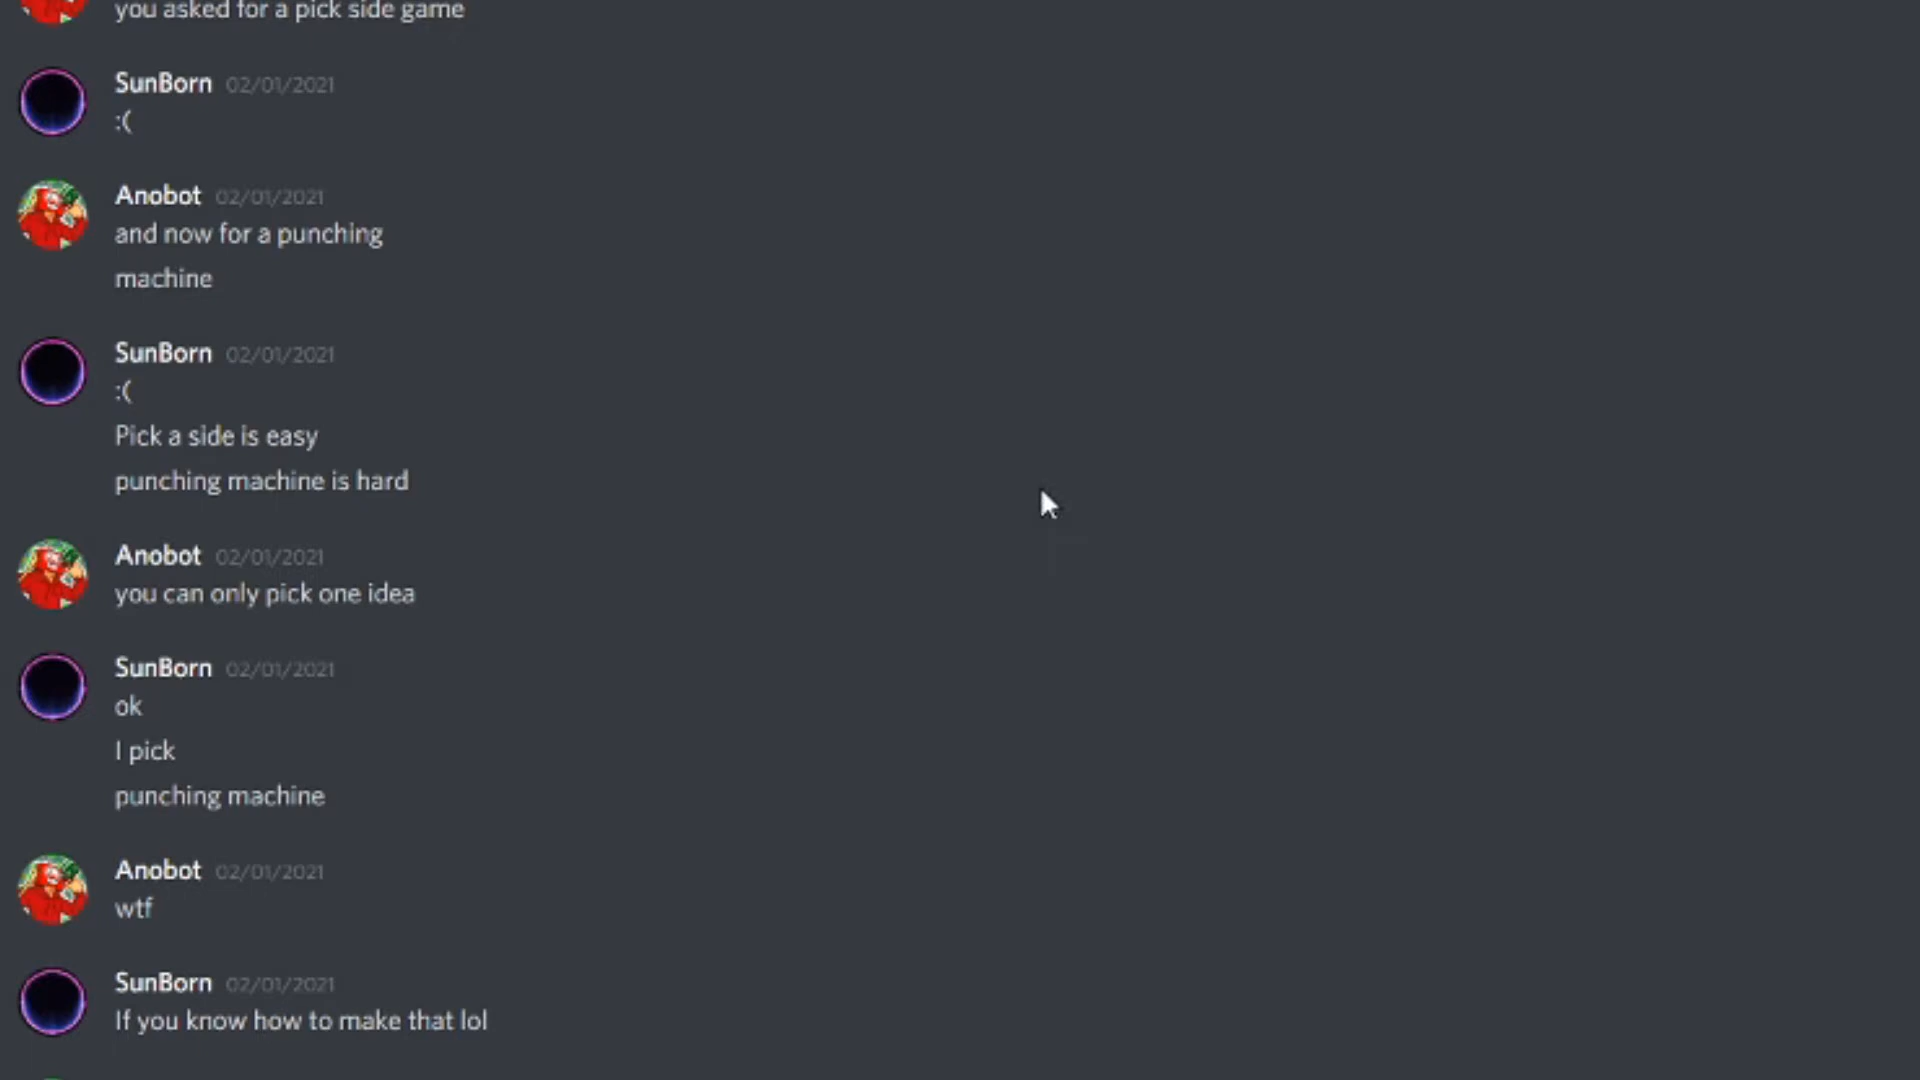 you asked for a pick side game
SunBorn 02/01/2021
:(
Anobot 02/01/2021
and now for a punching
machine
SunBorn 02/01/2021
:(
Pick a side is easy
punching machine is hard
Anobot 02/01/2021
you can only pick one idea
SunBorn 02/01/2021
ok
I pick
punching machine
Anobot 02/01/2021
wtf
SunBorn 02/01/2021
If you know how to make that lol